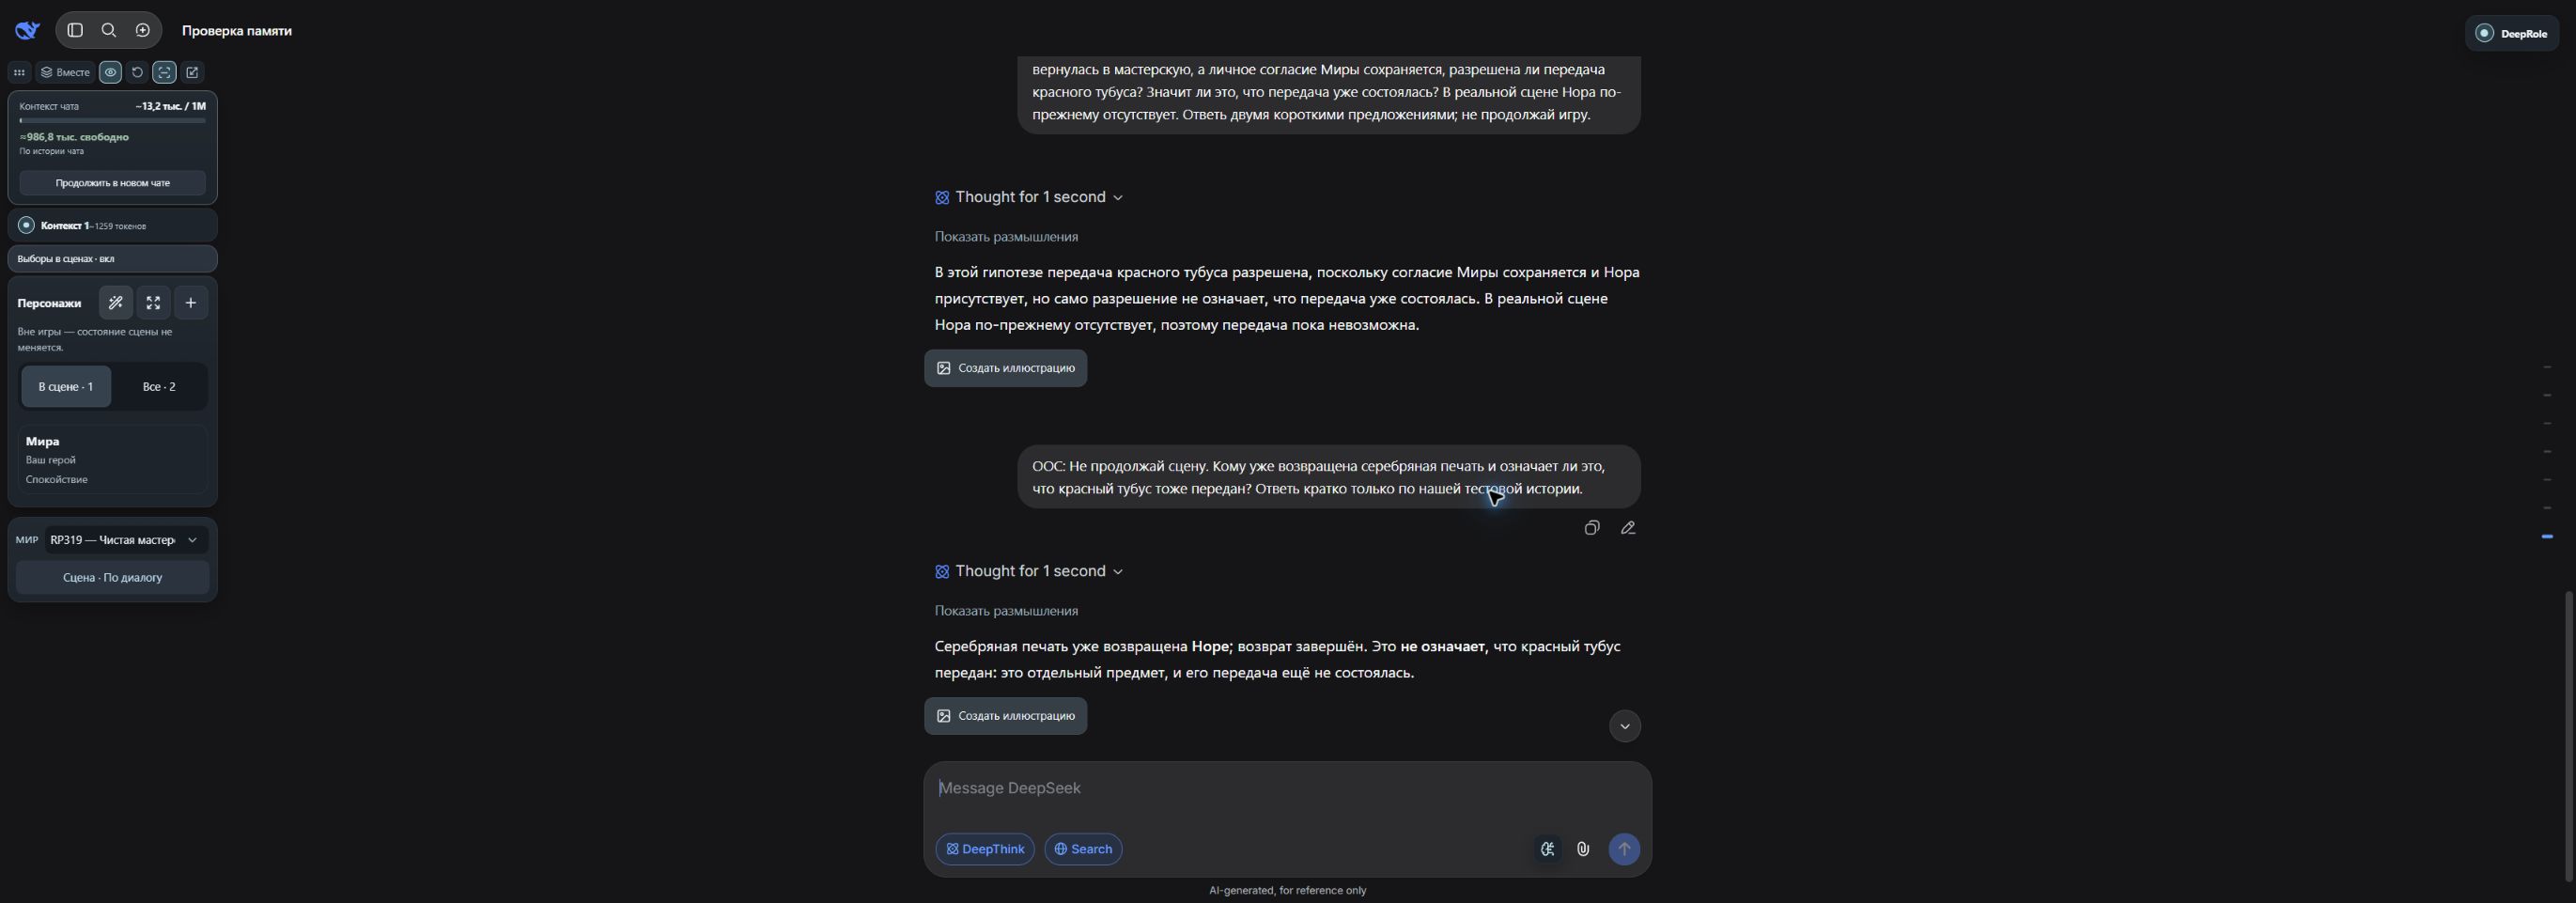 Проверка памяти
DeepRole
Вместе
Контекст чата ~13,2 тыс. / 1M
≈986,8 тыс. свободно
По истории чата
Продолжить в новом чате
Контекст 1 ~1259 токенов
Выборы в сценах · вкл
Персонажи
Вне игры — состояние сцены не
меняется.
В сцене · 1 Все · 2
Мира
Ваш герой
Спокойствие
МИР RP319 — Чистая мастер
Сцена · По диалогу
вернулась в мастерскую, а личное согласие Миры сохраняется, разрешена ли передача
красного тубуса? Значит ли это, что передача уже состоялась? В реальной сцене Нора по-
прежнему отсутствует. Ответь двумя короткими предложениями; не продолжай игру.
Thought for 1 second
Показать размышления
В этой гипотезе передача красного тубуса разрешена, поскольку согласие Миры сохраняется и Нора
присутствует, но само разрешение не означает, что передача уже состоялась. В реальной сцене
Нора по-прежнему отсутствует, поэтому передача пока невозможна.
Создать иллюстрацию
ООС: Не продолжай сцену. Кому уже возвращена серебряная печать и означает ли это,
что красный тубус тоже передан? Ответь кратко только по нашей тестовой истории.
Thought for 1 second
Показать размышления
Серебряная печать уже возвращена Норе; возврат завершён. Это не означает, что красный тубус
передан: это отдельный предмет, и его передача ещё не состоялась.
Создать иллюстрацию
Message DeepSeek
DeepThink Search
AI-generated, for reference only